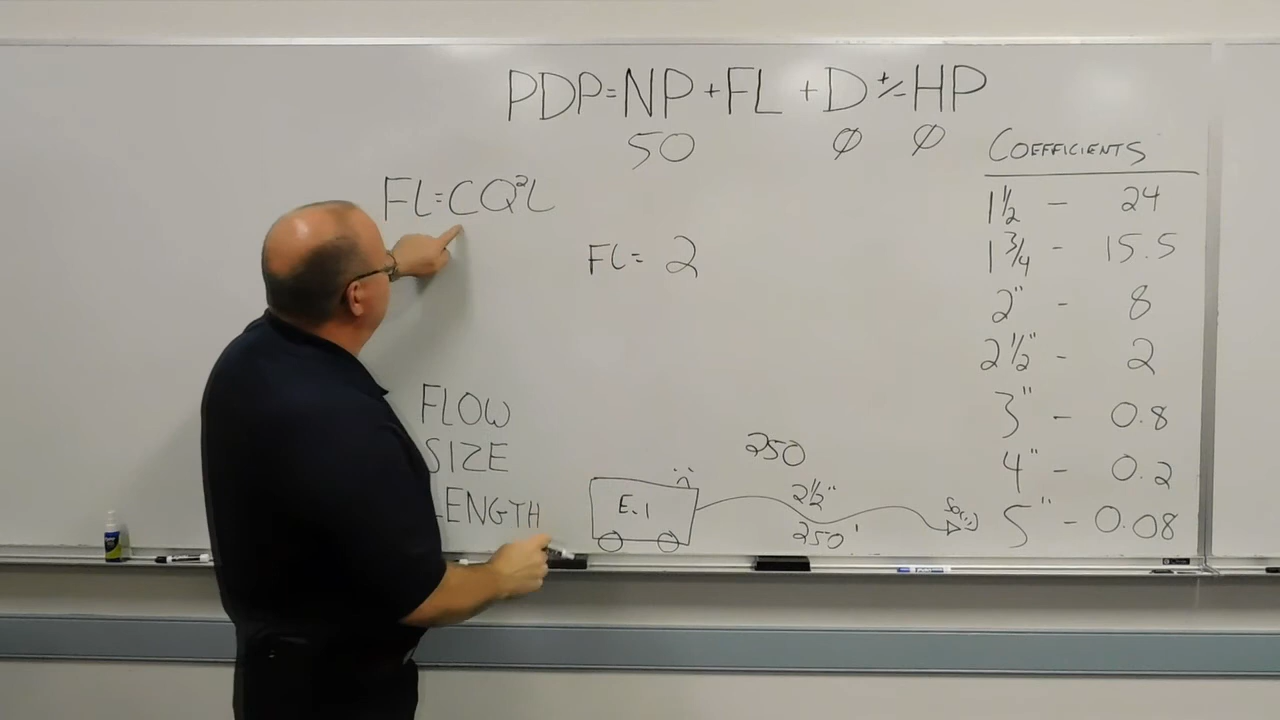 PDP=NP+FL+D+/-HP
50 Ø Ø
COEFFICIENTS
FL=CQ²L
1½ - 24
FL= 2
1¾ - 15.5
2" - 8
2½" - 2
FLOW
3" - 0.8
SIZE
250
4" - 0.2
LENGTH
E.1
2½"
5" - 0.08
250'